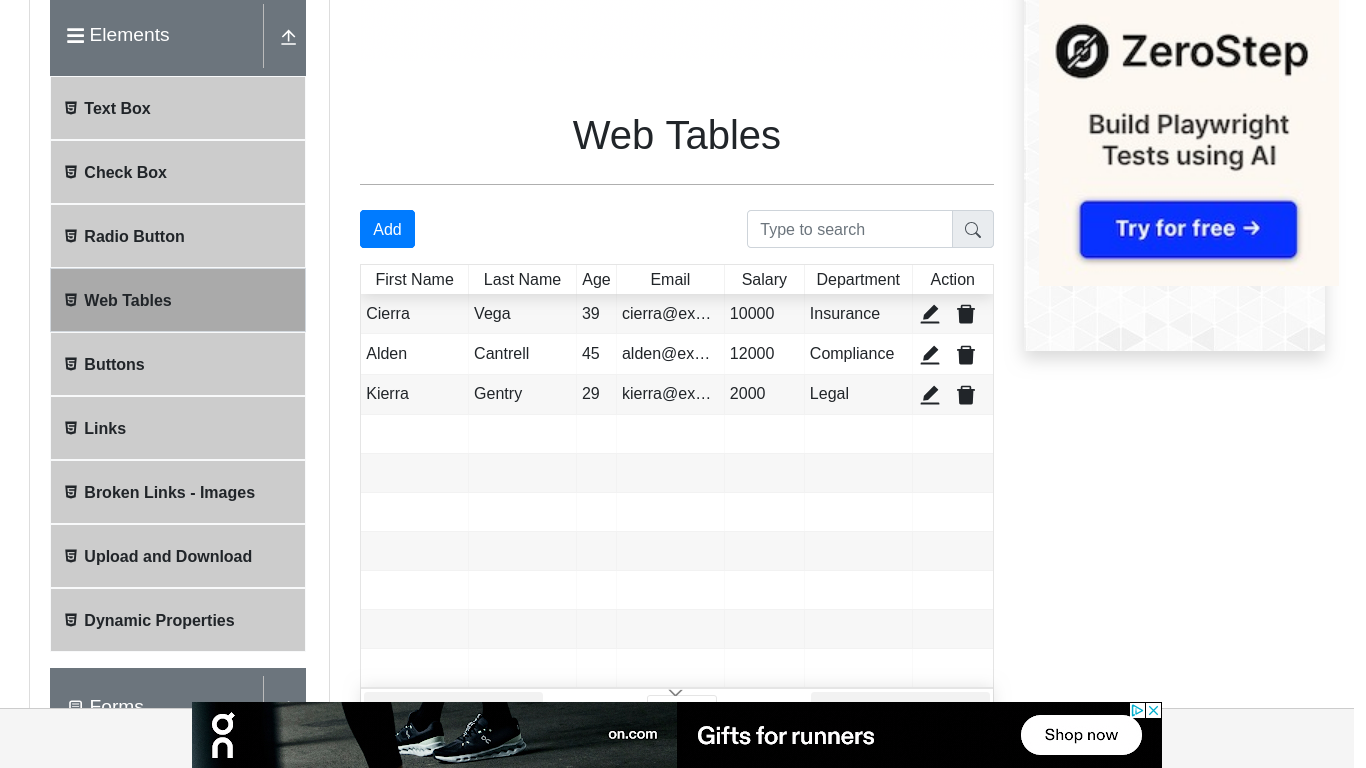 Elements
Text Box
Check Box
Radio Button
Web Tables
Buttons
Links
Broken Links - Images
Upload and Download
Dynamic Properties
Forms
Web Tables
Add
Type to search
First Name Last Name Age Email Salary Department Action
Cierra Vega 39 cierra@ex… 10000 Insurance
Alden Cantrell 45 alden@ex… 12000 Compliance
Kierra Gentry 29 kierra@ex… 2000 Legal
ZeroStep
Build Playwright
Tests using AI
Try for free →
on
on.com
Gifts for runners
Shop now